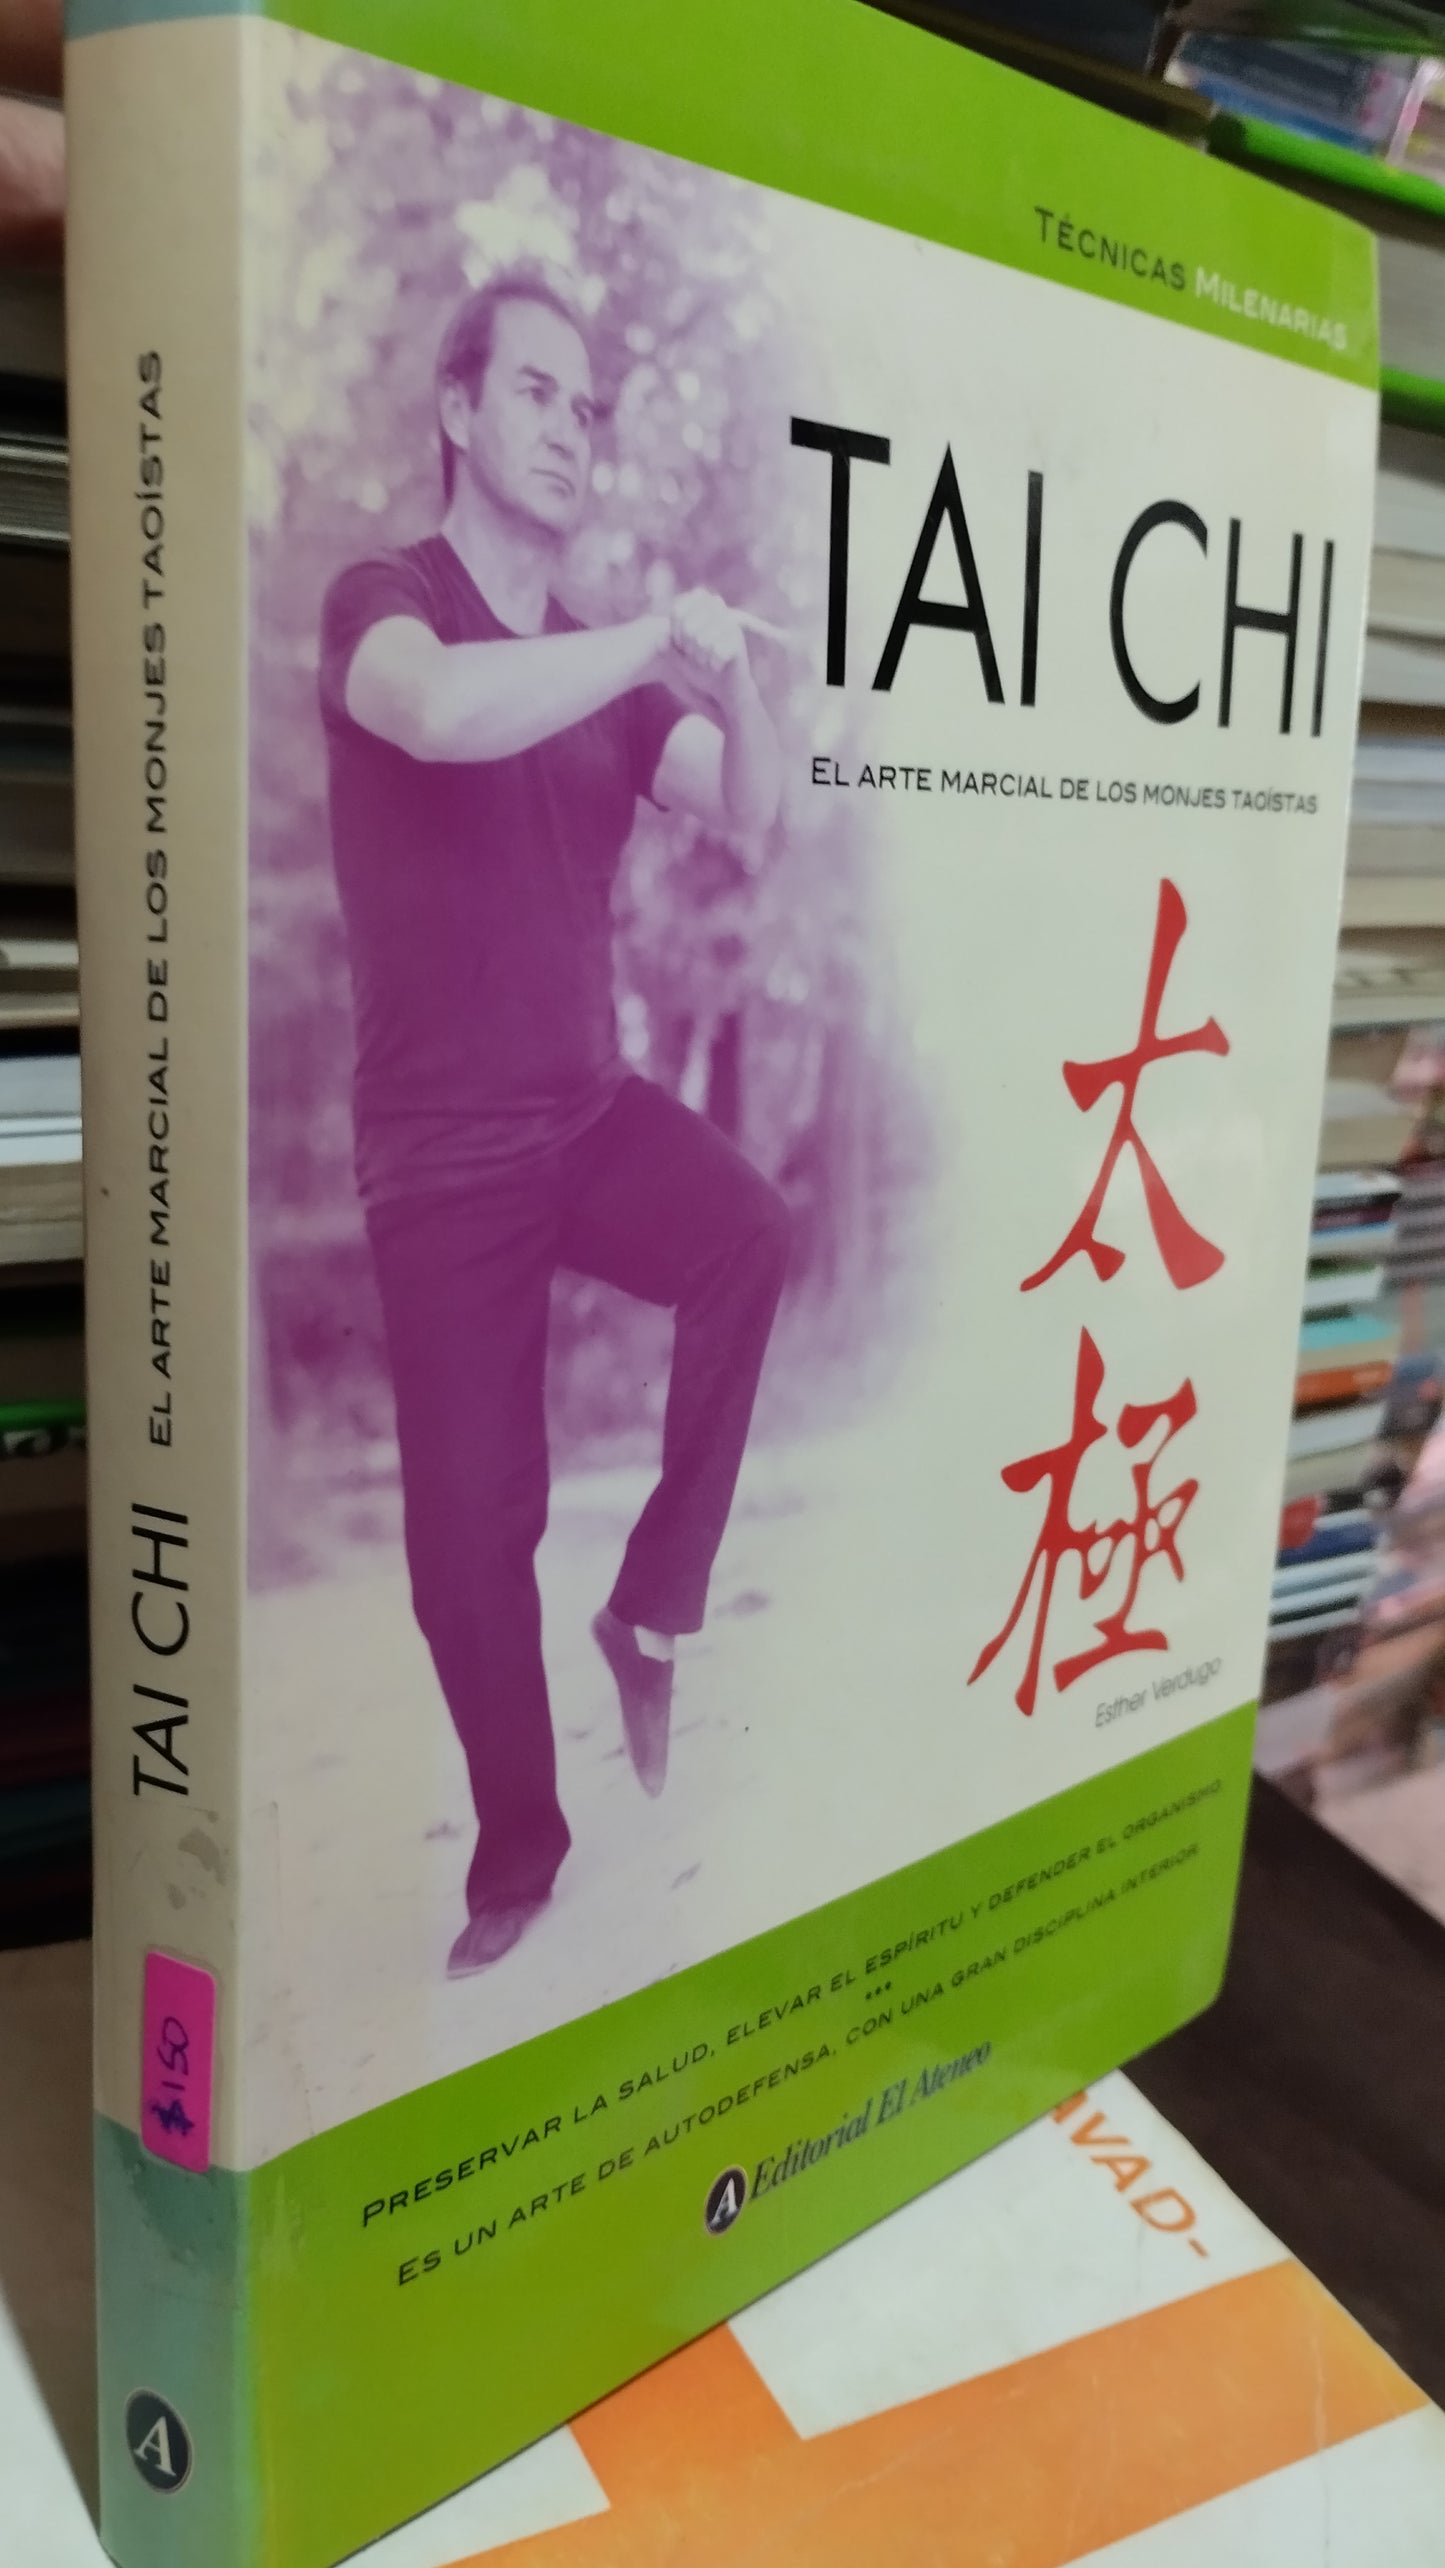 TÉCNICAS MILENARIAS
TAI CHI
EL ARTE MARCIAL DE LOS MONJES TAOÍSTAS
太
極
Esther Verdugo
PRESERVAR LA SALUD, ELEVAR EL ESPÍRITU Y DEFENDER EL ORGANISMO
•••
ES UN ARTE DE AUTODEFENSA, CON UNA GRAN DISCIPLINA INTERIOR
A Editorial El Ateneo
TAI CHI EL ARTE MARCIAL DE LOS MONJES TAOÍSTAS
$150
A
AVAD-